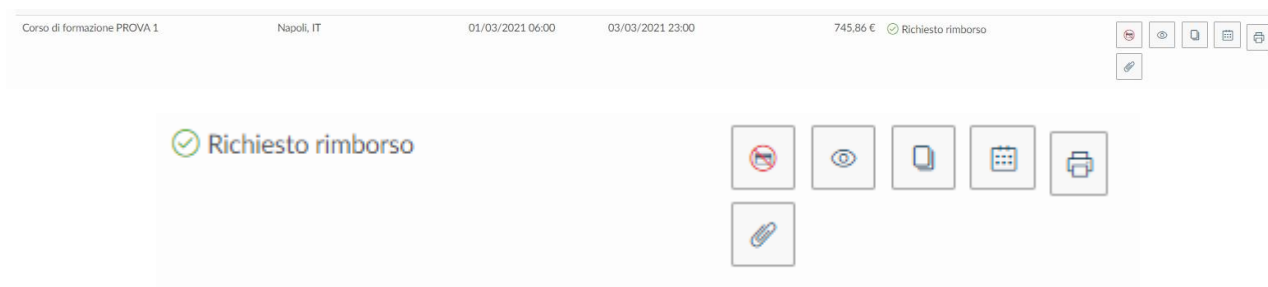 Corso di formazione PROVA 1 Napoli, IT 01/03/2021 06:00 03/03/2021 23:00 745,86 € Richiesto rimborso
Richiesto rimborso